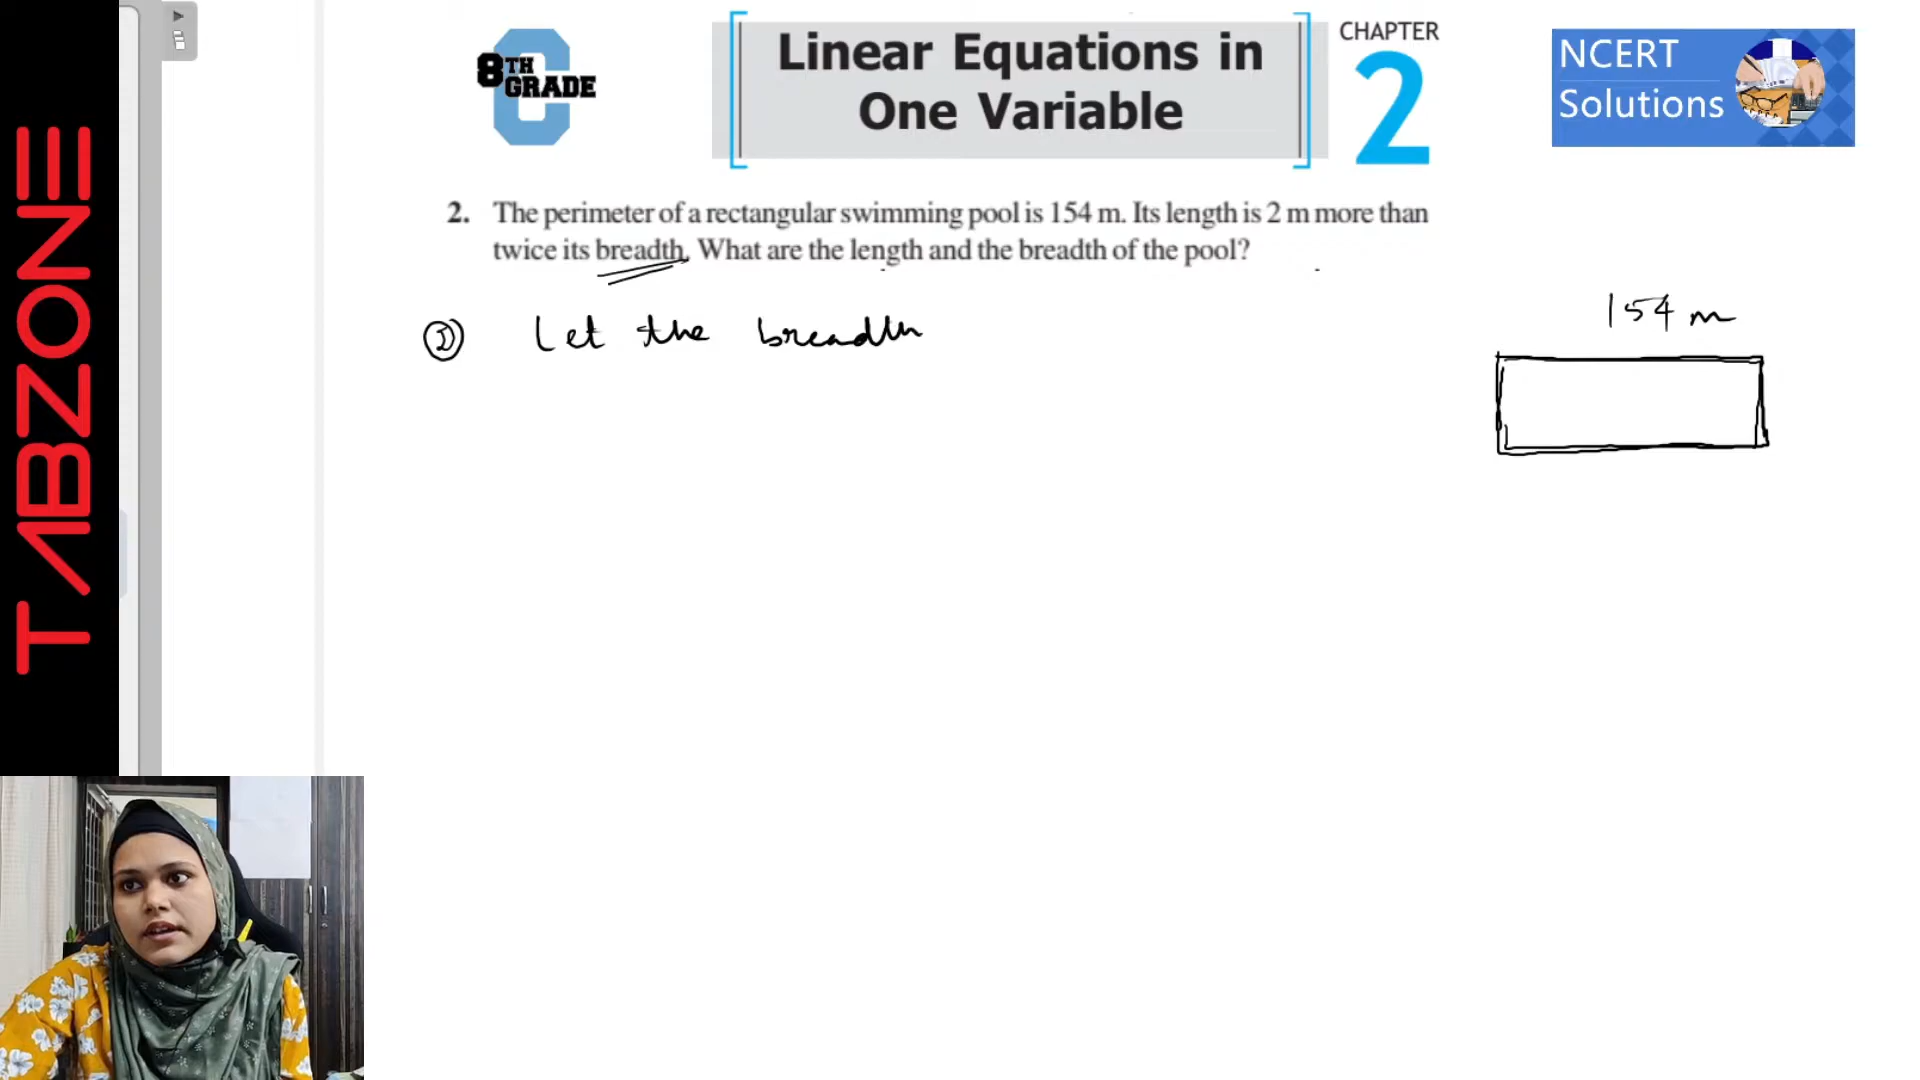 TABZONE
8TH
GRADE
Linear Equations in
One Variable
CHAPTER
2
NCERT
Solutions
2. The perimeter of a rectangular swimming pool is 154 m. Its length is 2 m more than
twice its breadth. What are the length and the breadth of the pool?
② Let the breadth
154 m